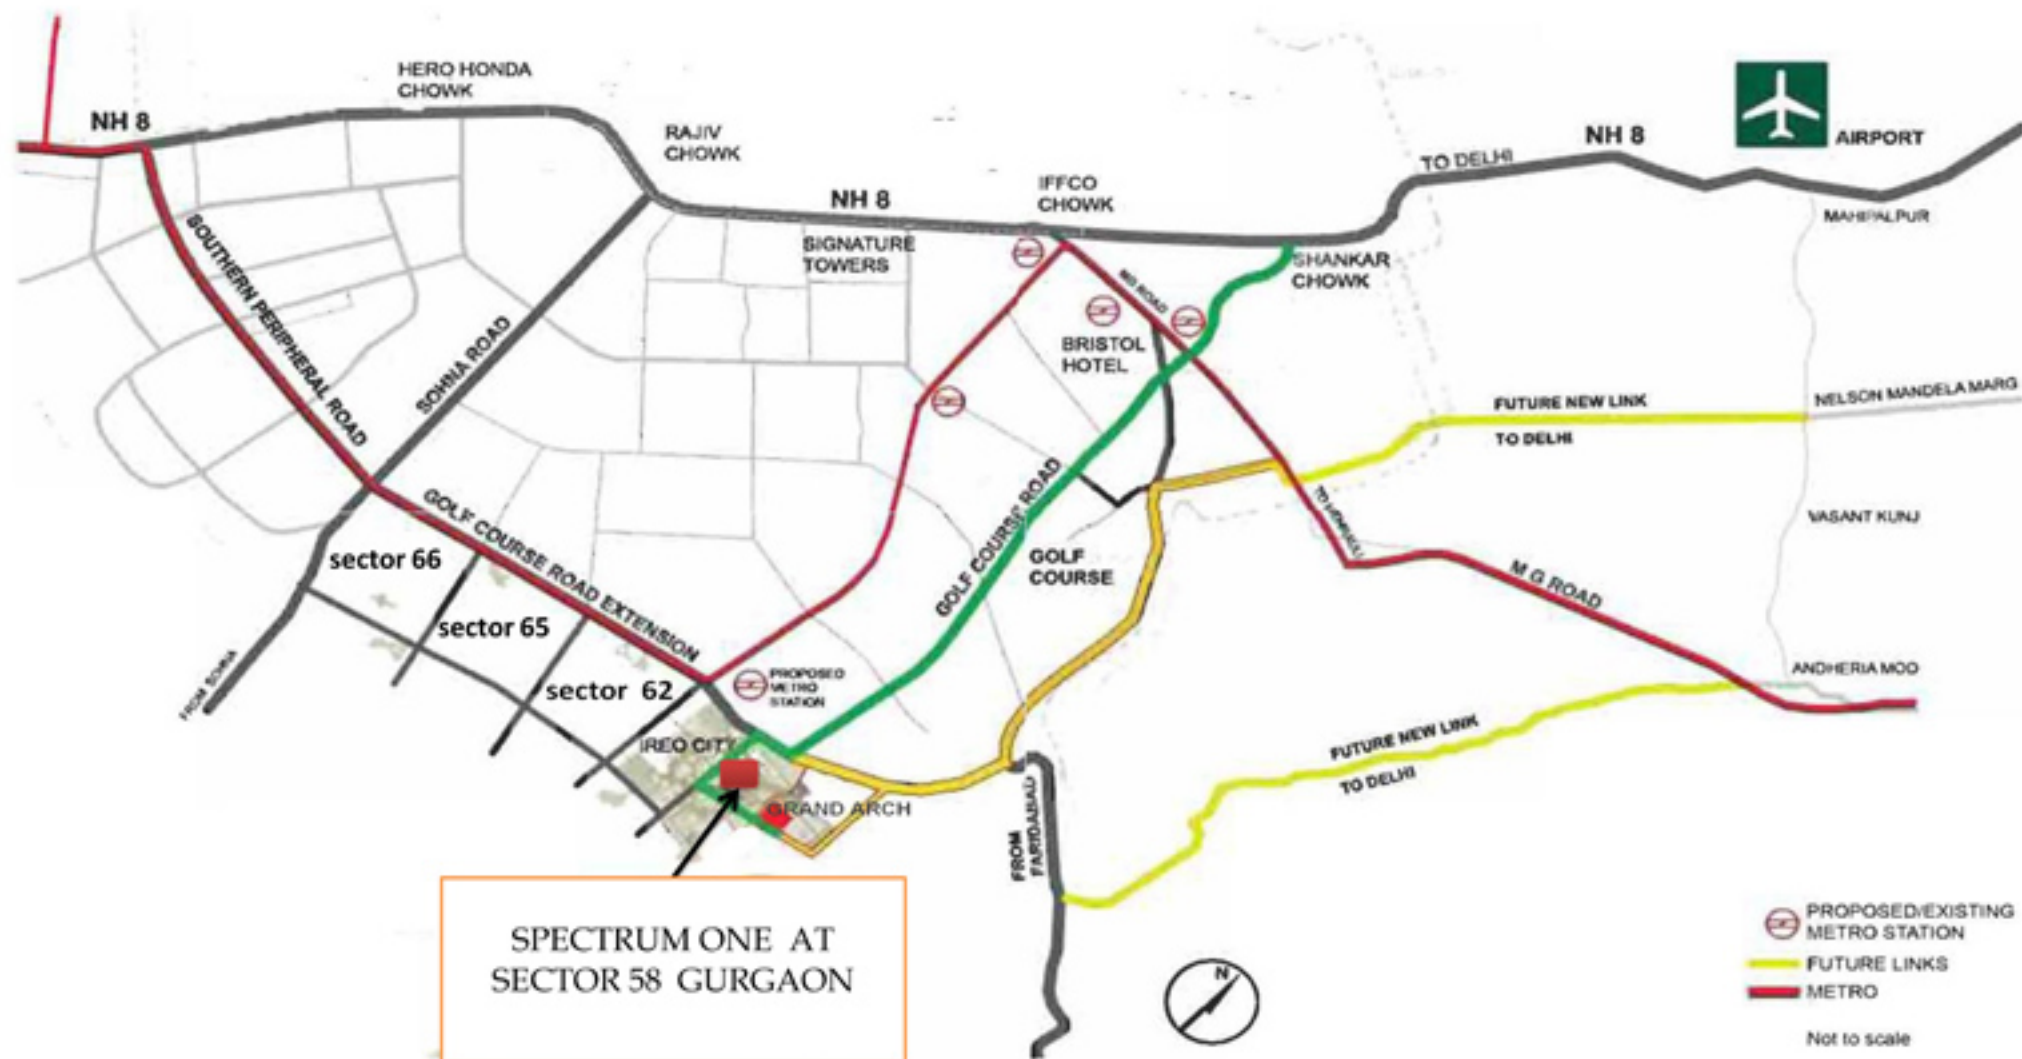 HERO HONDA
CHOWK
NH 8
RAJIV
CHOWK
NH 8
IFFCO
CHOWK
SIGNATURE
TOWERS
TO DELHI
NH 8
AIRPORT
MAHIPALPUR
SHANKAR
CHOWK
MG ROAD
BRISTOL
HOTEL
SOUTHERN PERIPHERAL ROAD
SOHNA ROAD
FUTURE NEW LINK
TO DELHI
NELSON MANDELA MARG
VASANT KUNJ
GOLF COURSE ROAD
GOLF
COURSE
M G ROAD
ANDHERIA MOD
GOLF COURSE ROAD EXTENSION
sector 66
sector 65
sector 62
FROM SOHNA
PROPOSED
METRO
STATION
IREO CITY
GRAND ARCH
FROM
FARIDABAD
FUTURE NEW LINK
TO DELHI
SPECTRUM ONE AT
SECTOR 58 GURGAON
N
PROPOSED/EXISTING
METRO STATION
FUTURE LINKS
METRO
Not to scale